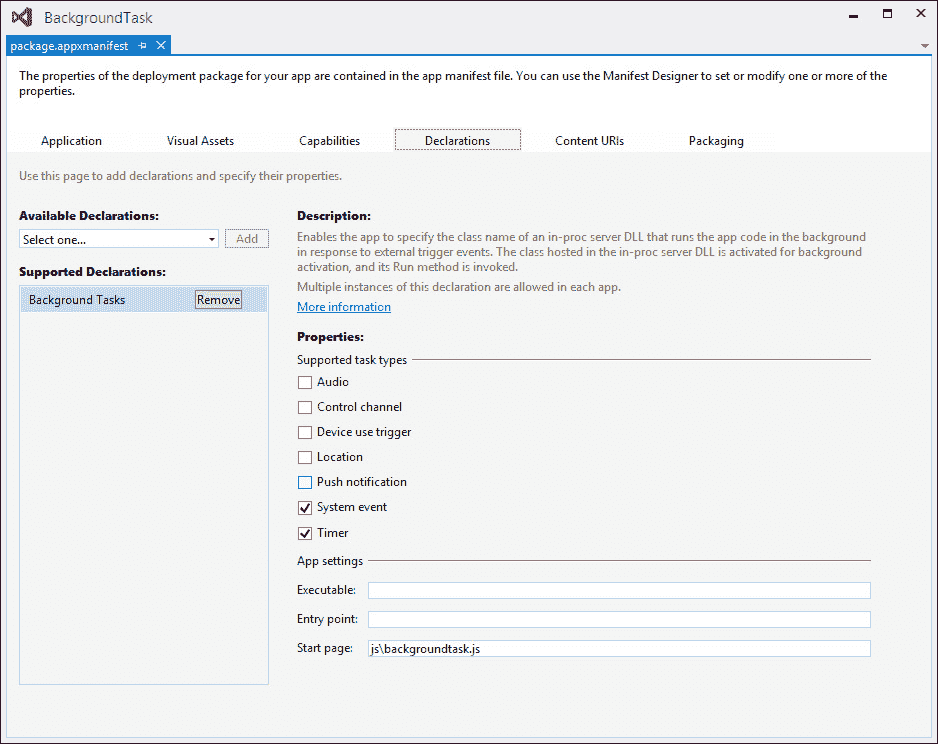 BackgroundTask
package.appxmanifest
The properties of the deployment package for your app are contained in the app manifest file. You can use the Manifest Designer to set or modify one or more of the
properties.
Application Visual Assets Capabilities Declarations Content URIs Packaging
Use this page to add declarations and specify their properties.
Available Declarations:
Select one... Add
Supported Declarations:
Background Tasks Remove
Description:
Enables the app to specify the class name of an in-proc server DLL that runs the app code in the background
in response to external trigger events. The class hosted in the in-proc server DLL is activated for background
activation, and its Run method is invoked.
Multiple instances of this declaration are allowed in each app.
More information
Properties:
Supported task types
Audio
Control channel
Device use trigger
Location
Push notification
System event
Timer
App settings
Executable:
Entry point:
Start page: js\backgroundtask.js